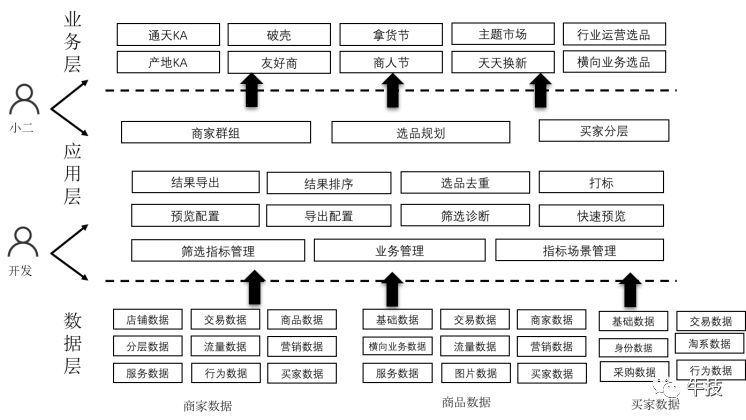 业务层
通天KA 破壳 拿货节 主题市场 行业运营选品
产地KA 友好商 商人节 天天换新 横向业务选品
小二
应用层
商家群组 选品规划 买家分层
结果导出 结果排序 选品去重 打标
预览配置 导出配置 筛选诊断 快速预览
筛选指标管理 业务管理 指标场景管理
开发
数据层
店铺数据 交易数据 商品数据 基础数据 交易数据 商家数据 基础数据 交易数据
分层数据 流量数据 营销数据 横向业务数据 流量数据 营销数据 身份数据 淘系数据
服务数据 行为数据 买家数据 服务数据 图片数据 买家数据 采购数据 行为数据
商家数据 商品数据 买家数据
牛技